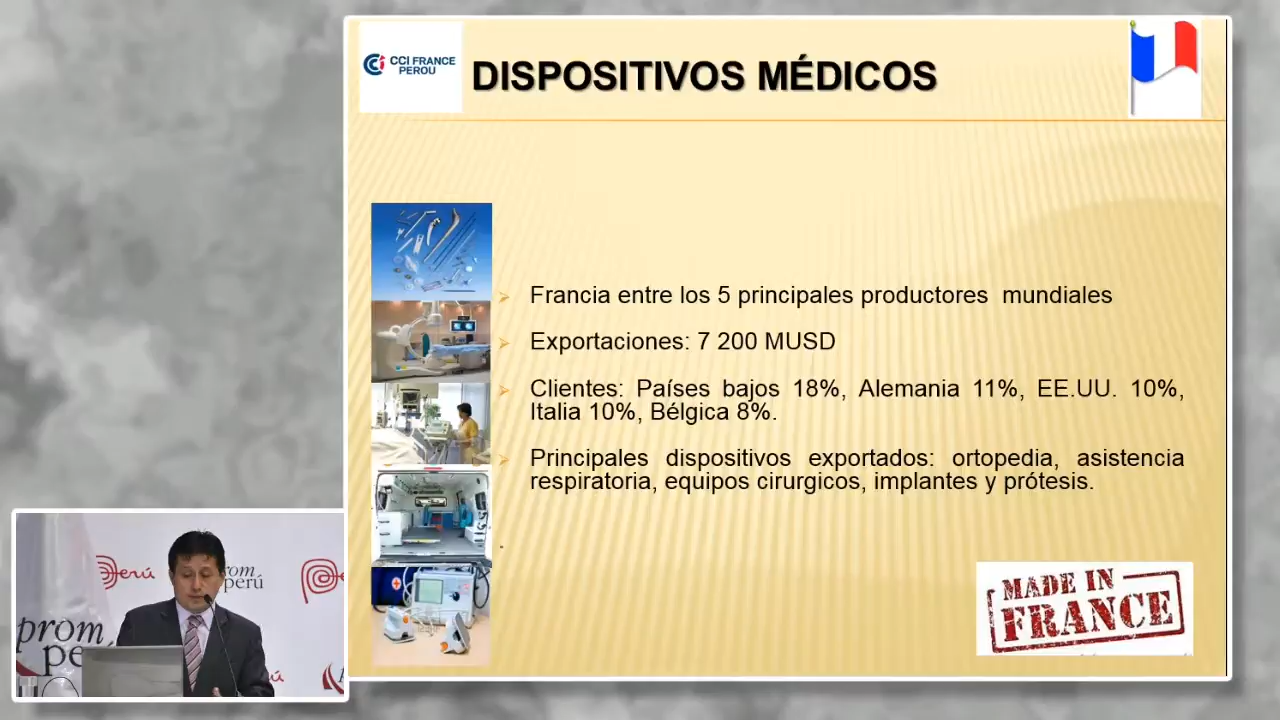 CCI FRANCE
PEROU
DISPOSITIVOS MÉDICOS
Francia entre los 5 principales productores mundiales
Exportaciones: 7 200 MUSD
Clientes: Países bajos 18%, Alemania 11%, EE.UU. 10%,
Italia 10%, Bélgica 8%.
Principales dispositivos exportados: ortopedia, asistencia
respiratoria, equipos cirurgicos, implantes y prótesis.
MADE IN
FRANCE
Perú
perú
prom